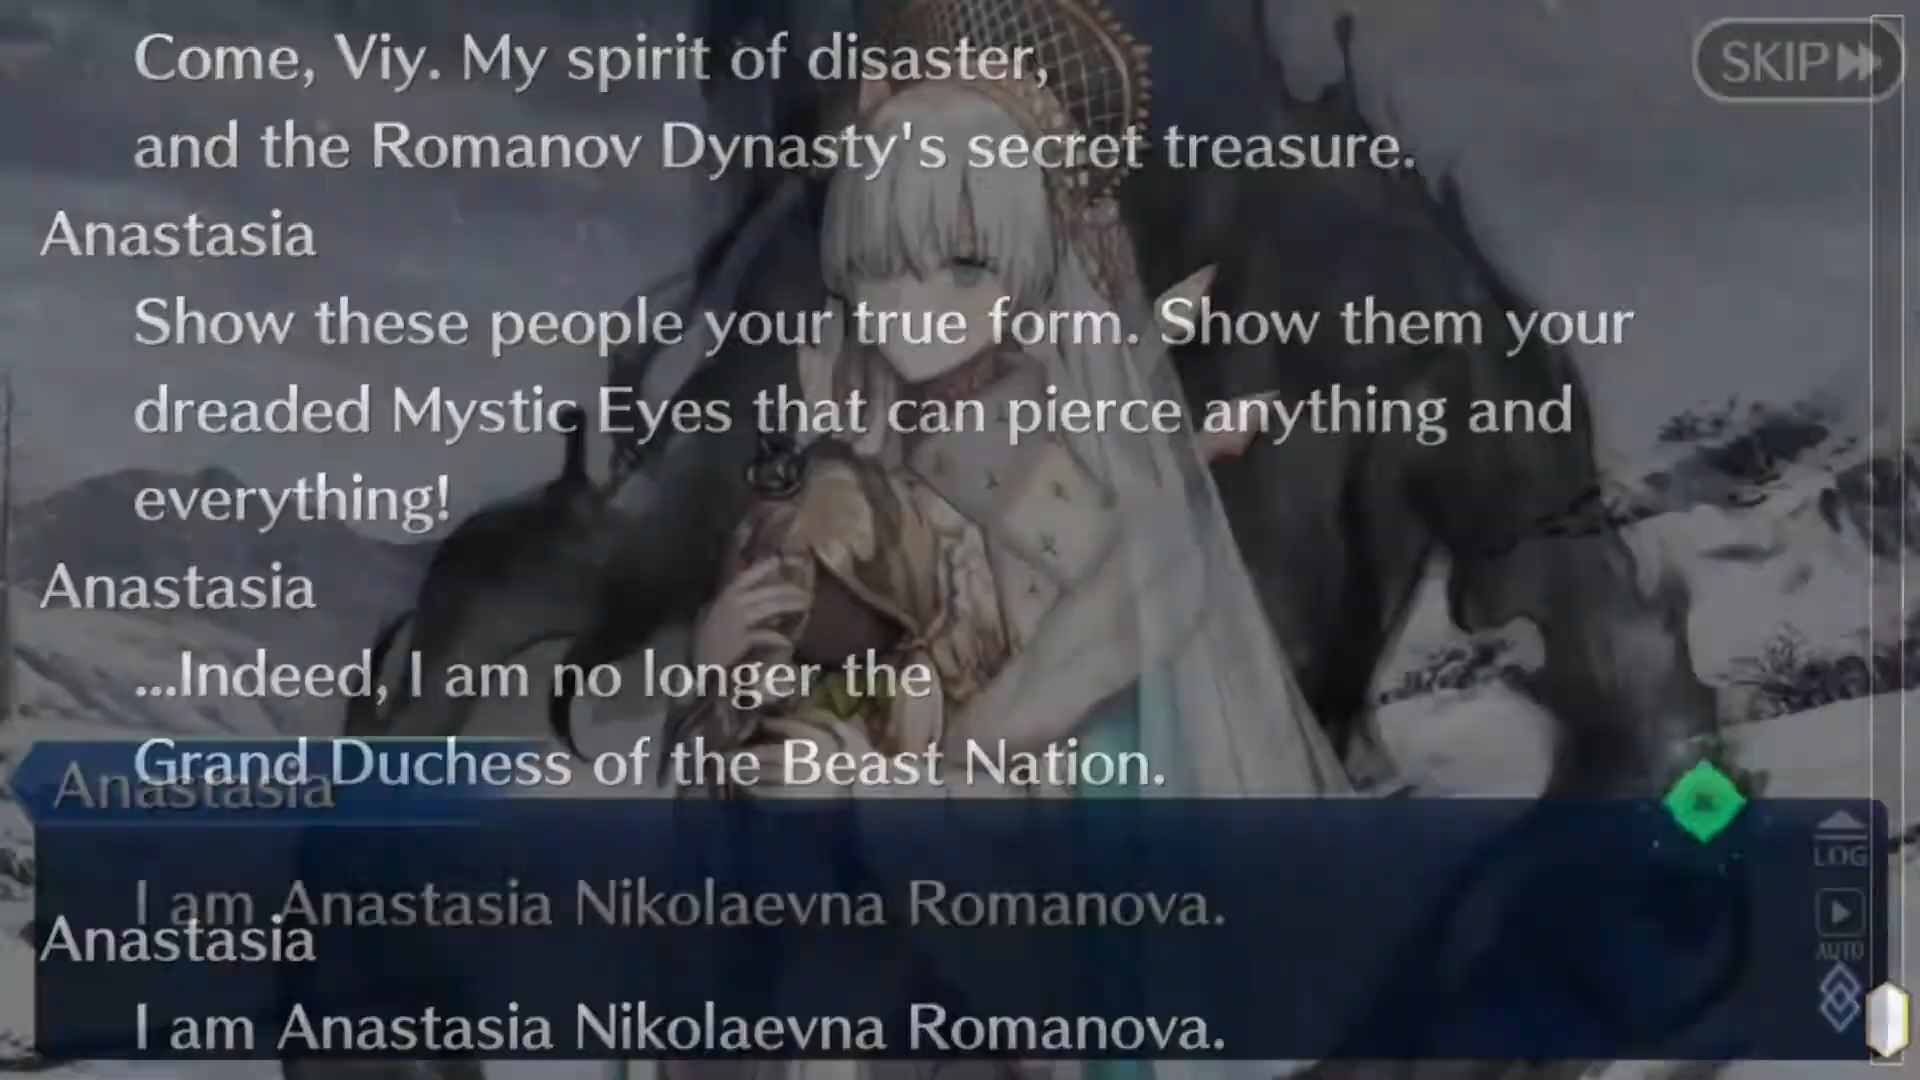 Come, Viy. My spirit of disaster,
SKIP
and the Romanov Dynasty's secret treasure.
Anastasia
Show these people your true form. Show them your
dreaded Mystic Eyes that can pierce anything and
everything!
Anastasia
...Indeed, I am no longer the
Grand Duchess of the Beast Nation.
Anastasia
LOG
I am Anastasia Nikolaevna Romanova.
Anastasia
AUTO
I am Anastasia Nikolaevna Romanova.